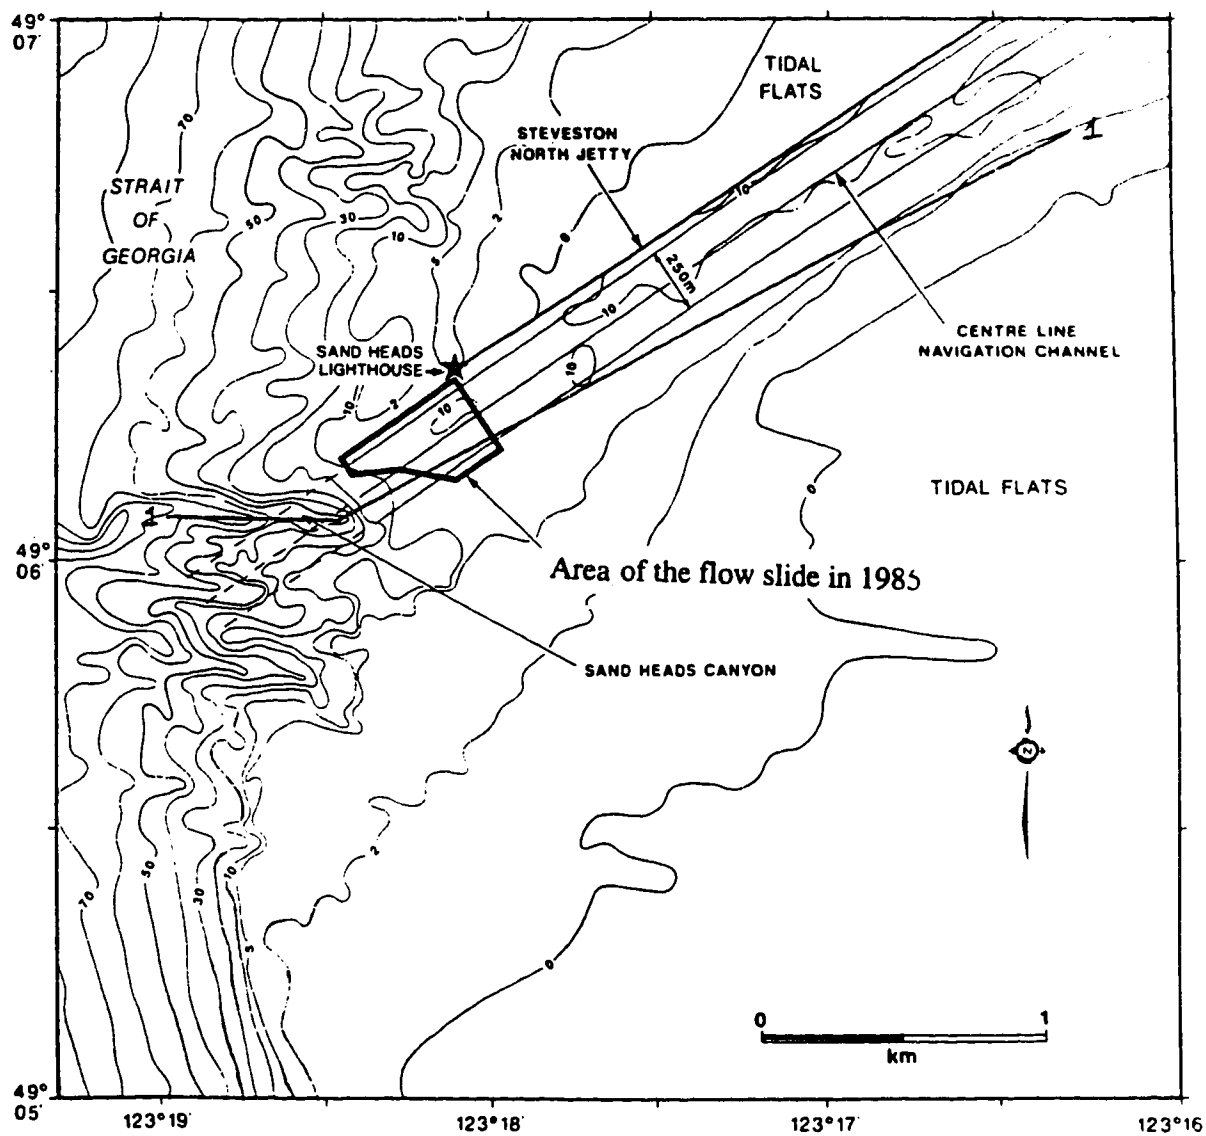 49°
07'
TIDAL
FLATS
STEVESTON
NORTH JETTY
1
70
STRAIT
OF
GEORGIA
50
30
10
5
2
0
10
250m
10
CENTRE LINE
NAVIGATION CHANNEL
SAND HEADS
LIGHTHOUSE
10
2
10
10
TIDAL FLATS
0
49°
06'
Area of the flow slide in 1985
SAND HEADS CANYON
N
70
50
30
10
5
2
0
0 1
km
49°
05'
123°19' 123°18' 123°17' 123°16'